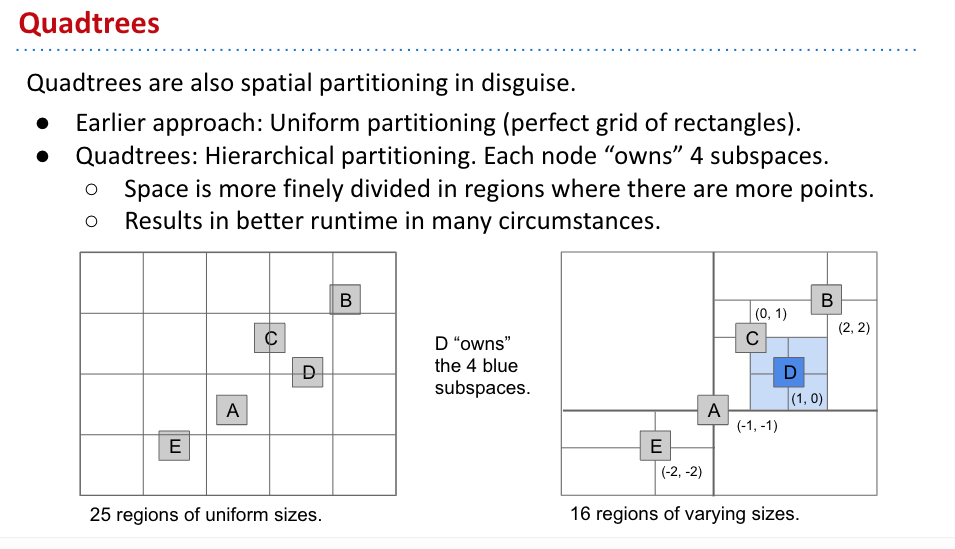 Quadtrees
Quadtrees are also spatial partitioning in disguise.
● Earlier approach: Uniform partitioning (perfect grid of rectangles).
● Quadtrees: Hierarchical partitioning. Each node “owns” 4 subspaces.
○ Space is more finely divided in regions where there are more points.
○ Results in better runtime in many circumstances.
B
C
D
A
E
25 regions of uniform sizes.
D “owns”
the 4 blue
subspaces.
B
(0, 1)
(2, 2)
C
D
(1, 0)
A
(-1, -1)
E
(-2, -2)
16 regions of varying sizes.